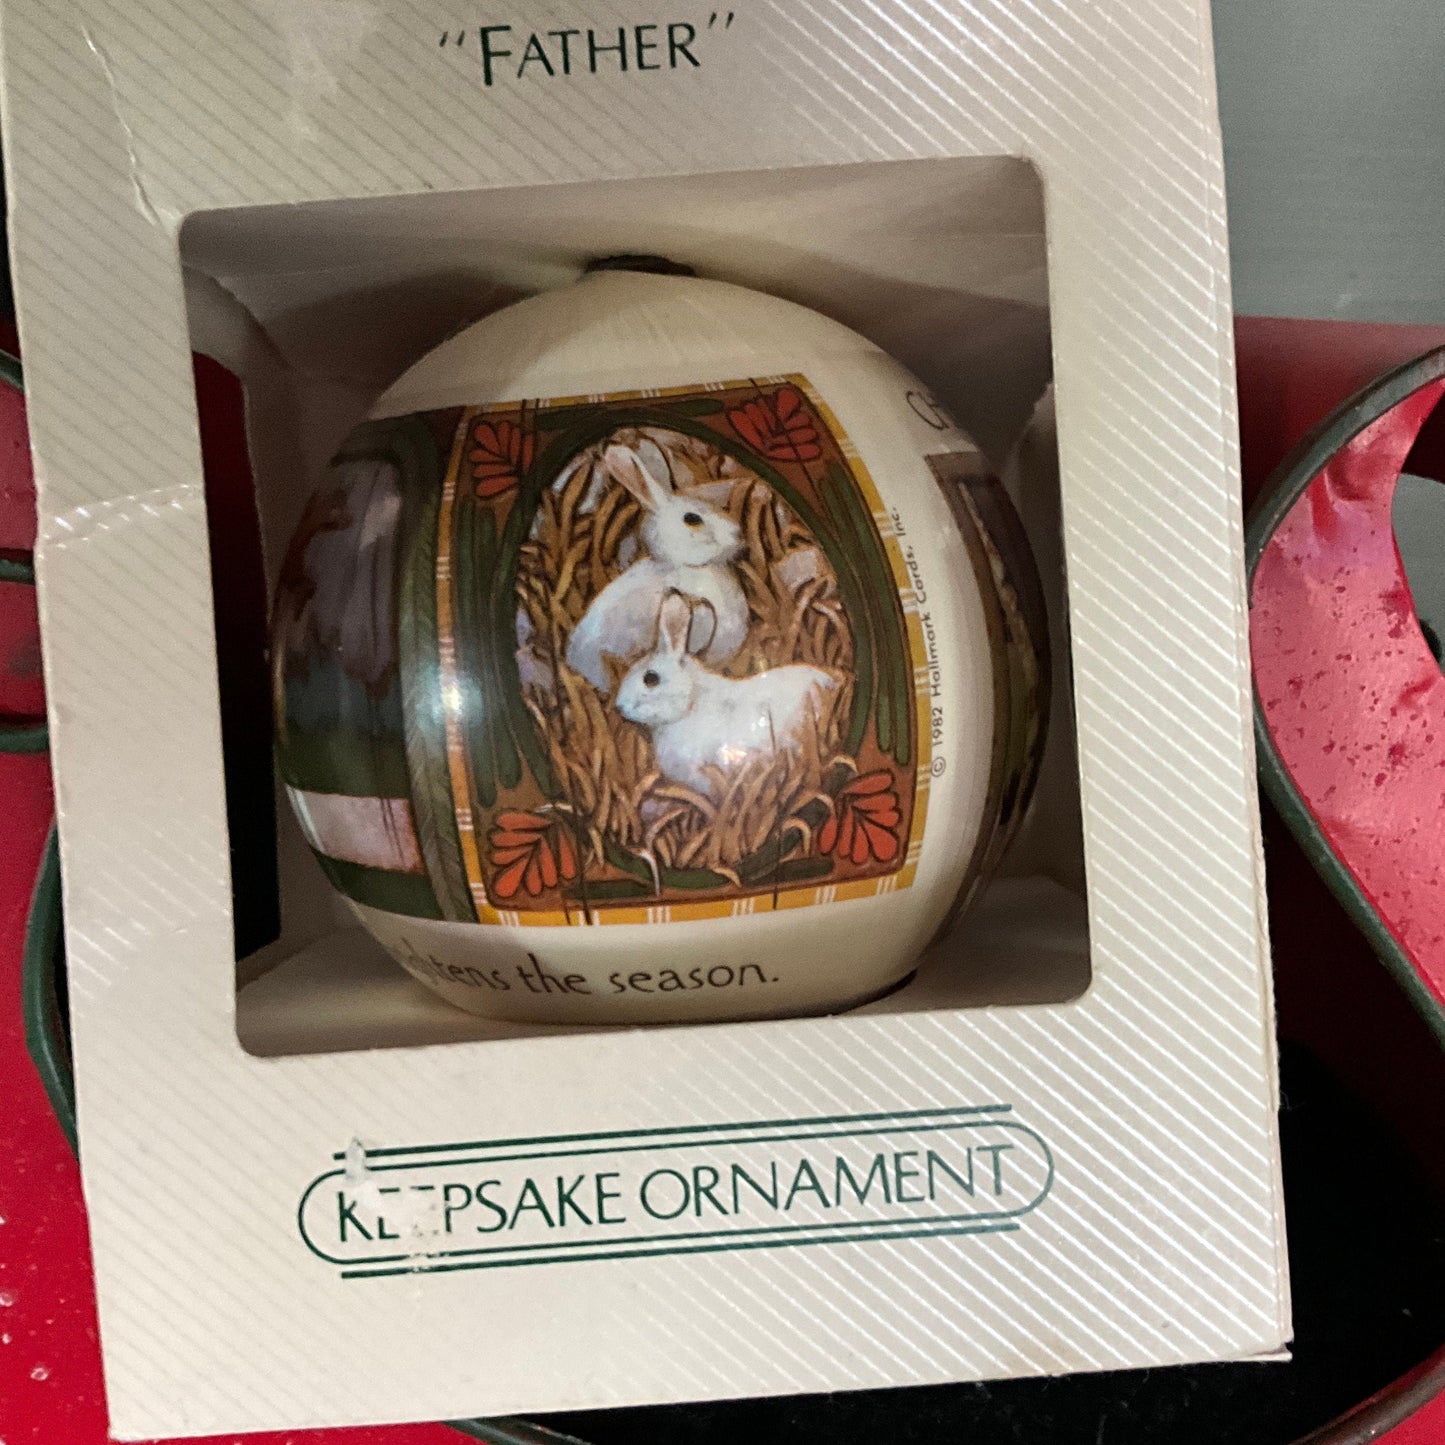 "FATHER"
© 1982 Hallmark Cards, Inc.
the season.
KEEPSAKE ORNAMENT